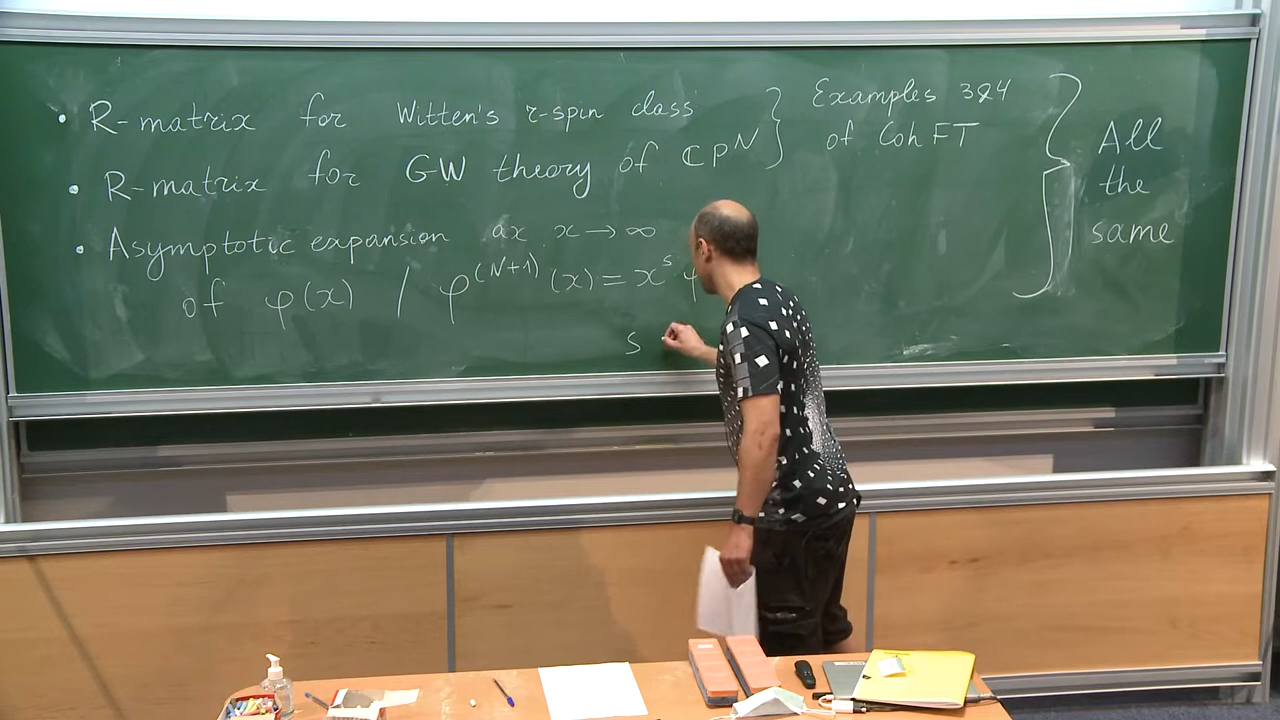 • R-matrix for Witten's r-spin class } Examples 3&4 } All
• R-matrix for GW theory of ℂP^N } of CohFT } the
• Asymptotic expansion as x → ∞ same
of φ(x) / φ^(N+1) (x) = x^s φ
s